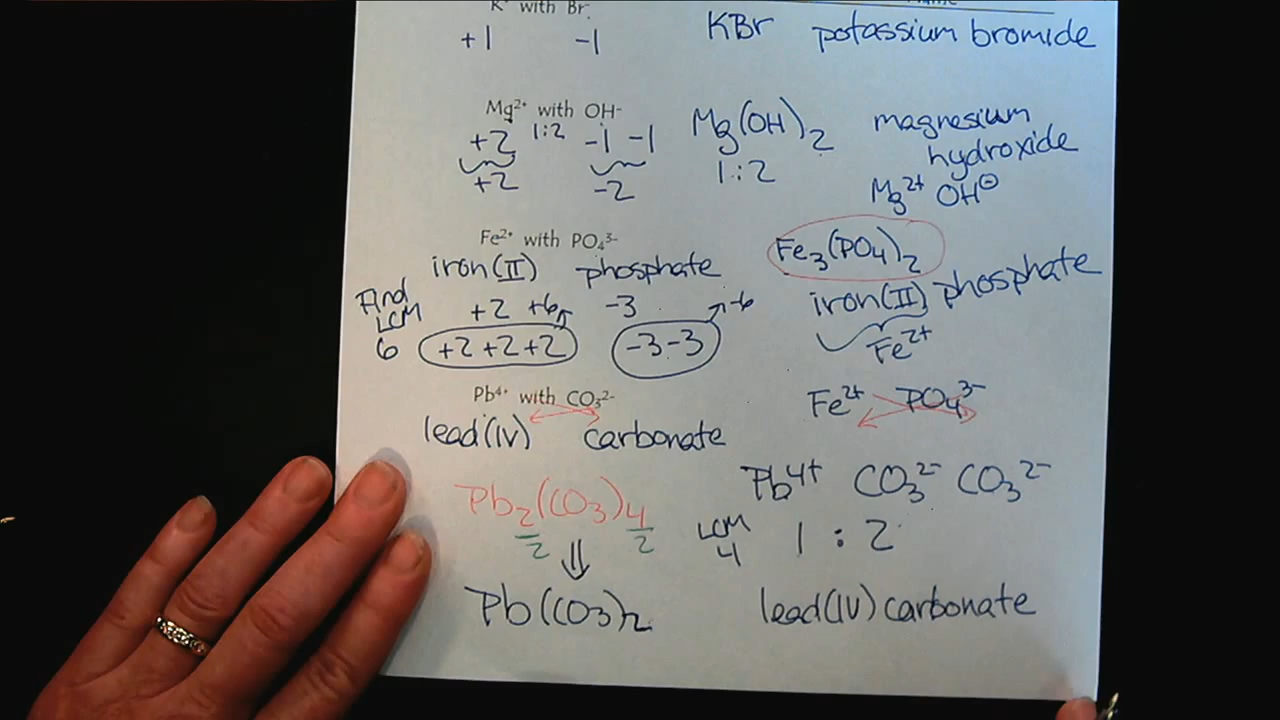 K⁺ with Br⁻
+1 -1 KBr potassium bromide
Mg²⁺ with OH⁻
+2 1:2 -1 -1 Mg(OH)₂ magnesium
hydroxide
+2 -2 1:2
Mg²⁺ OH⊖
Fe²⁺ with PO₄³⁻ Fe₃(PO₄)₂
iron(II) phosphate
iron(II) phosphate
Find
LCM
6
+2 +6 -3 -6
+2 +2 +2 -3 -3 Fe²⁺
Pb⁴⁺ with CO₃²⁻ Fe²⁺ PO₄³⁻
lead(IV) carbonate
Pb⁴⁺ CO₃²⁻ CO₃²⁻
Pb₂(CO₃)₄
2 2
LCM
4
1 : 2
⇓
Pb(CO₃)₂ lead(IV) carbonate